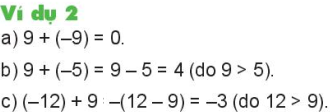 Ví dụ 2
a) 9 + (–9) = 0.
b) 9 + (–5) = 9 – 5 = 4 (do 9 > 5).
c) (–12) + 9 –(12 – 9) = –3 (do 12 > 9).